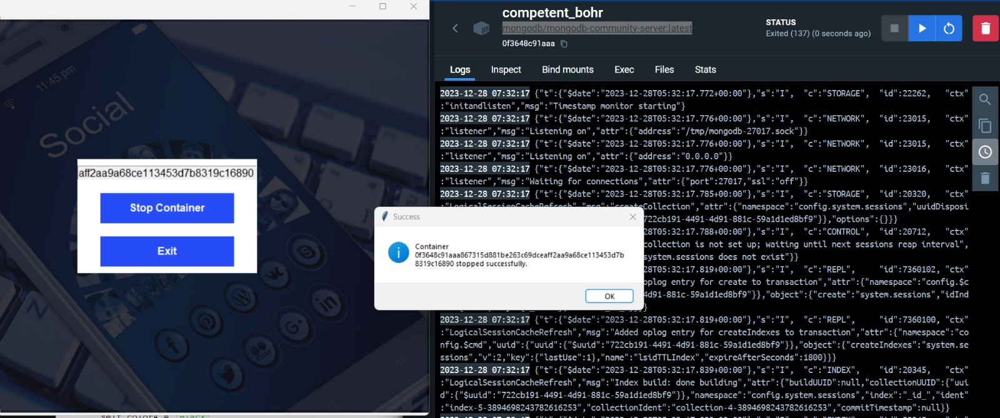 competent_bohr
mongodb/mongodb-community-server:latest
0f3648c91aaa
STATUS
Exited (137) (0 seconds ago)
Logs Inspect Bind mounts Exec Files Stats
11:45 pm
Social
aff2aa9a68ce113453d7b8319c16890
Stop Container
Exit
flickr
Success
Container
0f3648c91aaa867315d881be263c69dceaff2aa9a68ce113453d7b
8319c16890 stopped successfully.
OK
2023-12-28 07:32:17 {"t":{"$date":"2023-12-28T05:32:17.772+00:00"},"s":"I", "c":"STORAGE", "id":22262, "ctx"
:"initandlisten","msg":"Timestamp monitor starting"}
2023-12-28 07:32:17 {"t":{"$date":"2023-12-28T05:32:17.776+00:00"},"s":"I", "c":"NETWORK", "id":23015, "ctx"
:"listener","msg":"Listening on","attr":{"address":"/tmp/mongodb-27017.sock"}}
2023-12-28 07:32:17 {"t":{"$date":"2023-12-28T05:32:17.776+00:00"},"s":"I", "c":"NETWORK", "id":23015, "ctx"
:"listener","msg":"Listening on","attr":{"address":"0.0.0.0"}}
2023-12-28 07:32:17 {"t":{"$date":"2023-12-28T05:32:17.776+00:00"},"s":"I", "c":"NETWORK", "id":23016, "ctx"
:"listener","msg":"Waiting for connections","attr":{"port":27017,"ssl":"off"}}
2023-12-28 07:32:17 {"t":{"$date":"2023-12-28T05:32:17.785+00:00"},"s":"I", "c":"STORAGE", "id":20320, "ctx"
:"LogicalSessionCacheRefresh","msg":"createCollection","attr":{"namespace":"config.system.sessions","uuidDisposi
722cb191-4491-4d91-881c-59a1d1ed8bf9"}},"options":{}}}
28T05:32:17.788+00:00"},"s":"I", "c":"CONTROL", "id":20712, "ctx"
collection is not set up; waiting until next sessions reap interval",
system.sessions does not exist"}}
28T05:32:17.819+00:00"},"s":"I", "c":"REPL", "id":7360102, "ctx"
oplog entry for create to transaction","attr":{"namespace":"config.$c
4d91-881c-59a1d1ed8bf9"}},"object":{"create":"system.sessions","idInd
2023-12-28 07:32:17 {"t":{"$date":"2023-12-28T05:32:17.819+00:00"},"s":"I", "c":"REPL", "id":7360100, "ctx"
:"LogicalSessionCacheRefresh","msg":"Added oplog entry for createIndexes to transaction","attr":{"namespace":"co
nfig.$cmd","uuid":{"uuid":{"$uuid":"722cb191-4491-4d91-881c-59a1d1ed8bf9"}},"object":{"createIndexes":"system.se
ssions","v":2,"key":{"lastUse":1},"name":"lsidTTLIndex","expireAfterSeconds":1800}}}
2023-12-28 07:32:17 {"t":{"$date":"2023-12-28T05:32:17.839+00:00"},"s":"I", "c":"INDEX", "id":20345, "ctx"
:"LogicalSessionCacheRefresh","msg":"Index build: done building","attr":{"buildUUID":null,"collectionUUID":{"uui
d":{"$uuid":"722cb191-4491-4d91-881c-59a1d1ed8bf9"}},"namespace":"config.system.sessions","index":"_id_","ident"
:"index-5-3894698243782616253","collectionIdent":"collection-4-3894698243782616253","commitTimestamp":null}}